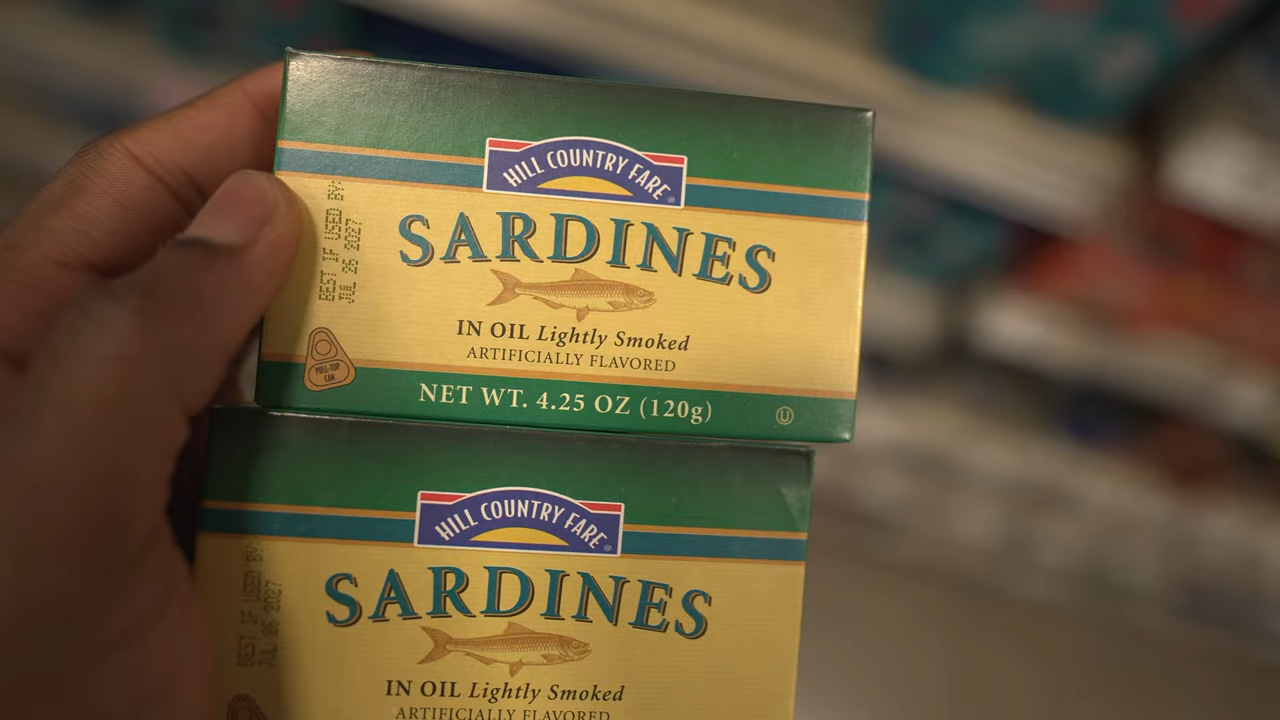 HILL COUNTRY FARE®
SARDINES
IN OIL Lightly Smoked
ARTIFICIALLY FLAVORED
NET WT. 4.25 OZ (120g)
U
BEST IF USED BY:
JUL 26 2027
PULL-TOP
CAN
HILL COUNTRY FARE®
SARDINES
IN OIL Lightly Smoked
ARTIFICIALLY FLAVORED
BEST IF USED BY:
JUL 26 2027